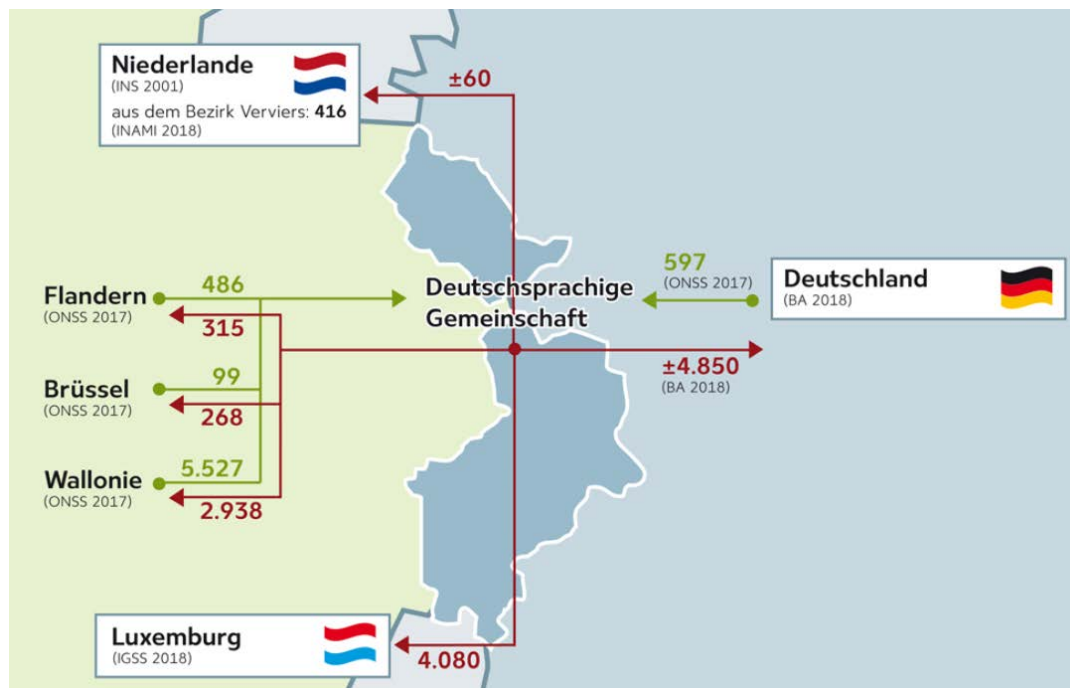 Niederlande
(INS 2001)
aus dem Bezirk Verviers: 416
(INAMI 2018)
±60
Flandern
(ONSS 2017)
486
315
Deutschsprachige
Gemeinschaft
597
(ONSS 2017)
Deutschland
(BA 2018)
±4.850
(BA 2018)
Brüssel
(ONSS 2017)
99
268
Wallonie
(ONSS 2017)
5.527
2.938
Luxemburg
(IGSS 2018)
4.080